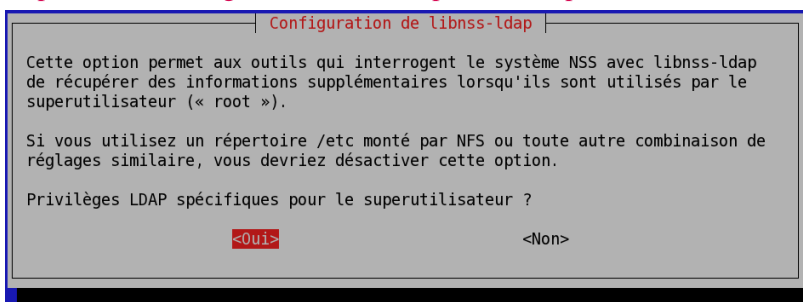 Configuration de libnss-ldap
Cette option permet aux outils qui interrogent le système NSS avec libnss-ldap
de récupérer des informations supplémentaires lorsqu'ils sont utilisés par le
superutilisateur (« root »).
Si vous utilisez un répertoire /etc monté par NFS ou toute autre combinaison de
réglages similaire, vous devriez désactiver cette option.
Privilèges LDAP spécifiques pour le superutilisateur ?
<Oui> <Non>